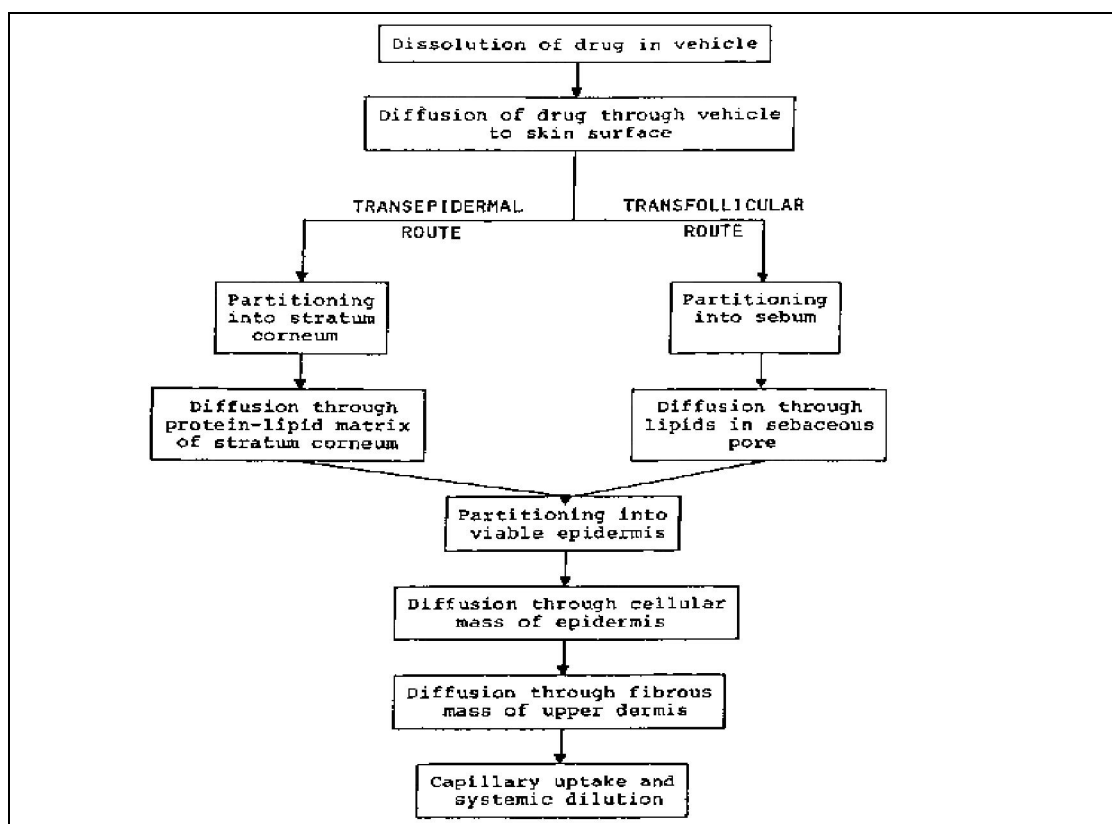 Dissolution of drug in vehicle
Diffusion of drug through vehicle
to skin surface
TRANSEPIDERMAL
ROUTE
TRANSFOLLICULAR
ROUTE
Partitioning
into stratum
corneum
Partitioning
into sebum
Diffusion through
protein-lipid matrix
of stratum corneum
Diffusion through
lipids in sebaceous
pore
Partitioning into
viable epidermis
Diffusion through cellular
mass of epidermis
Diffusion through fibrous
mass of upper dermis
Capillary uptake and
systemic dilution